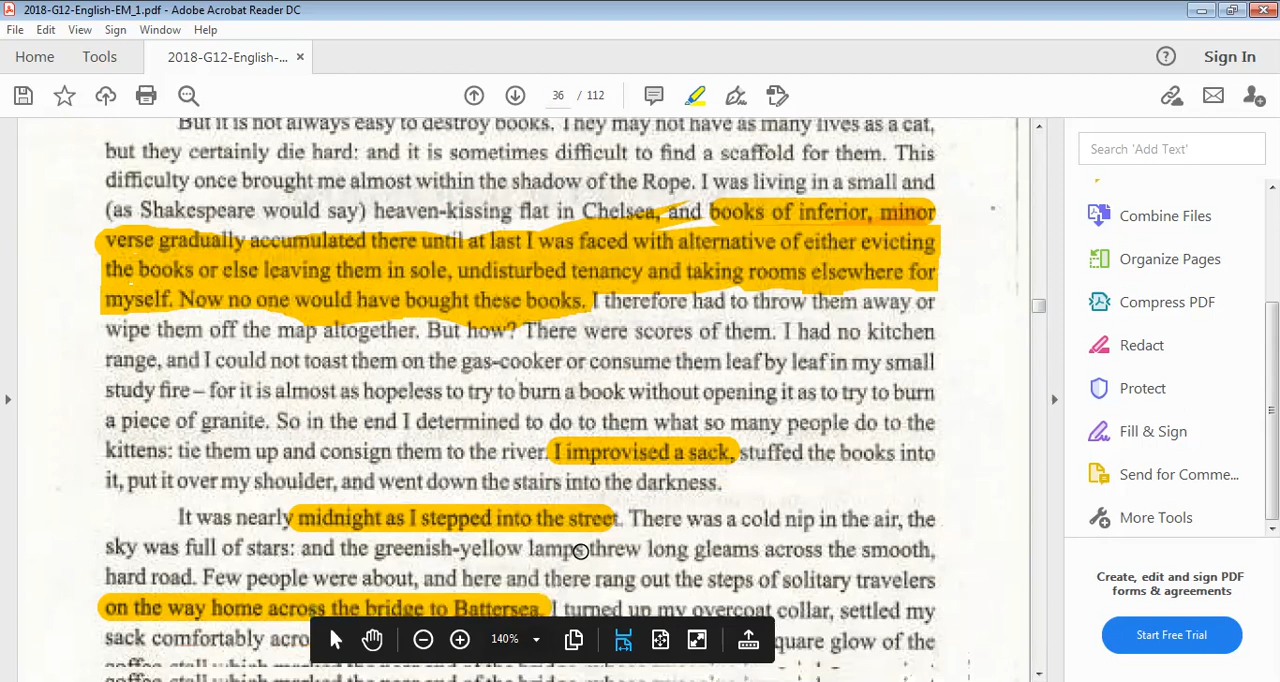 2018-G12-English-EM_1.pdf - Adobe Acrobat Reader DC
File Edit View Sign Window Help
Home Tools 2018-G12-English-... × Sign In
36 / 112
Search 'Add Text'
But it is not always easy to destroy books. They may not have as many lives as a cat,
but they certainly die hard: and it is sometimes difficult to find a scaffold for them. This
difficulty once brought me almost within the shadow of the Rope. I was living in a small and
(as Shakespeare would say) heaven-kissing flat in Chelsea, and books of inferior, minor
verse gradually accumulated there until at last I was faced with alternative of either evicting
the books or else leaving them in sole, undisturbed tenancy and taking rooms elsewhere for
myself. Now no one would have bought these books. I therefore had to throw them away or
wipe them off the map altogether. But how? There were scores of them. I had no kitchen
range, and I could not toast them on the gas-cooker or consume them leaf by leaf in my small
study fire – for it is almost as hopeless to try to burn a book without opening it as to try to burn
a piece of granite. So in the end I determined to do to them what so many people do to the
kittens: tie them up and consign them to the river. I improvised a sack, stuffed the books into
it, put it over my shoulder, and went down the stairs into the darkness.
It was nearly midnight as I stepped into the street. There was a cold nip in the air, the
sky was full of stars: and the greenish-yellow lamps threw long gleams across the smooth,
hard road. Few people were about, and here and there rang out the steps of solitary travelers
on the way home across the bridge to Battersea. I turned up my overcoat collar, settled my
sack comfortably acro
quare glow of the
coffee stall which marked the near end of the bridge, whose
140%
Combine Files
Organize Pages
Compress PDF
Redact
Protect
Fill & Sign
Send for Comme...
More Tools
Create, edit and sign PDF
forms & agreements
Start Free Trial